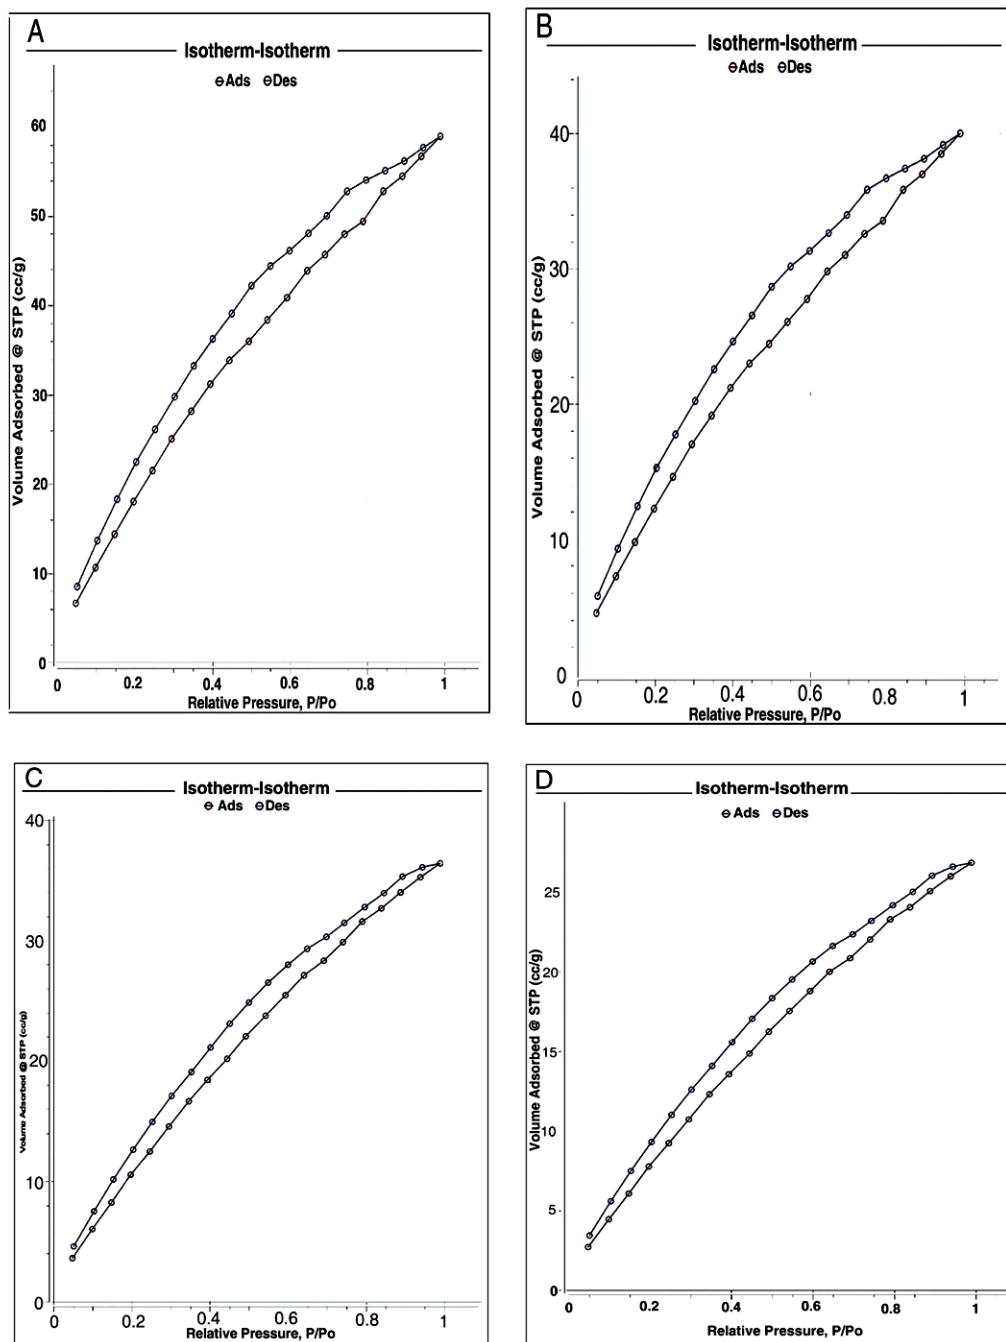 A
Isotherm-Isotherm
Ads Des
Volume Adsorbed @ STP (cc/g)
60
50
40
30
20
10
0
0 0.2 0.4 0.6 0.8 1
Relative Pressure, P/Po
B
Isotherm-Isotherm
Ads Des
Volume Adsorbed @ STP (cc/g)
40
30
20
10
0
0 0.2 0.4 0.6 0.8 1
Relative Pressure, P/Po
C
Isotherm-Isotherm
Ads Des
Volume Adsorbed @ STP (cc/g)
40
30
20
10
0
0 0.2 0.4 0.6 0.8 1
Relative Pressure, P/Po
D
Isotherm-Isotherm
Ads Des
Volume Adsorbed @ STP (cc/g)
25
20
15
10
5
0
0 0.2 0.4 0.6 0.8 1
Relative Pressure, P/Po